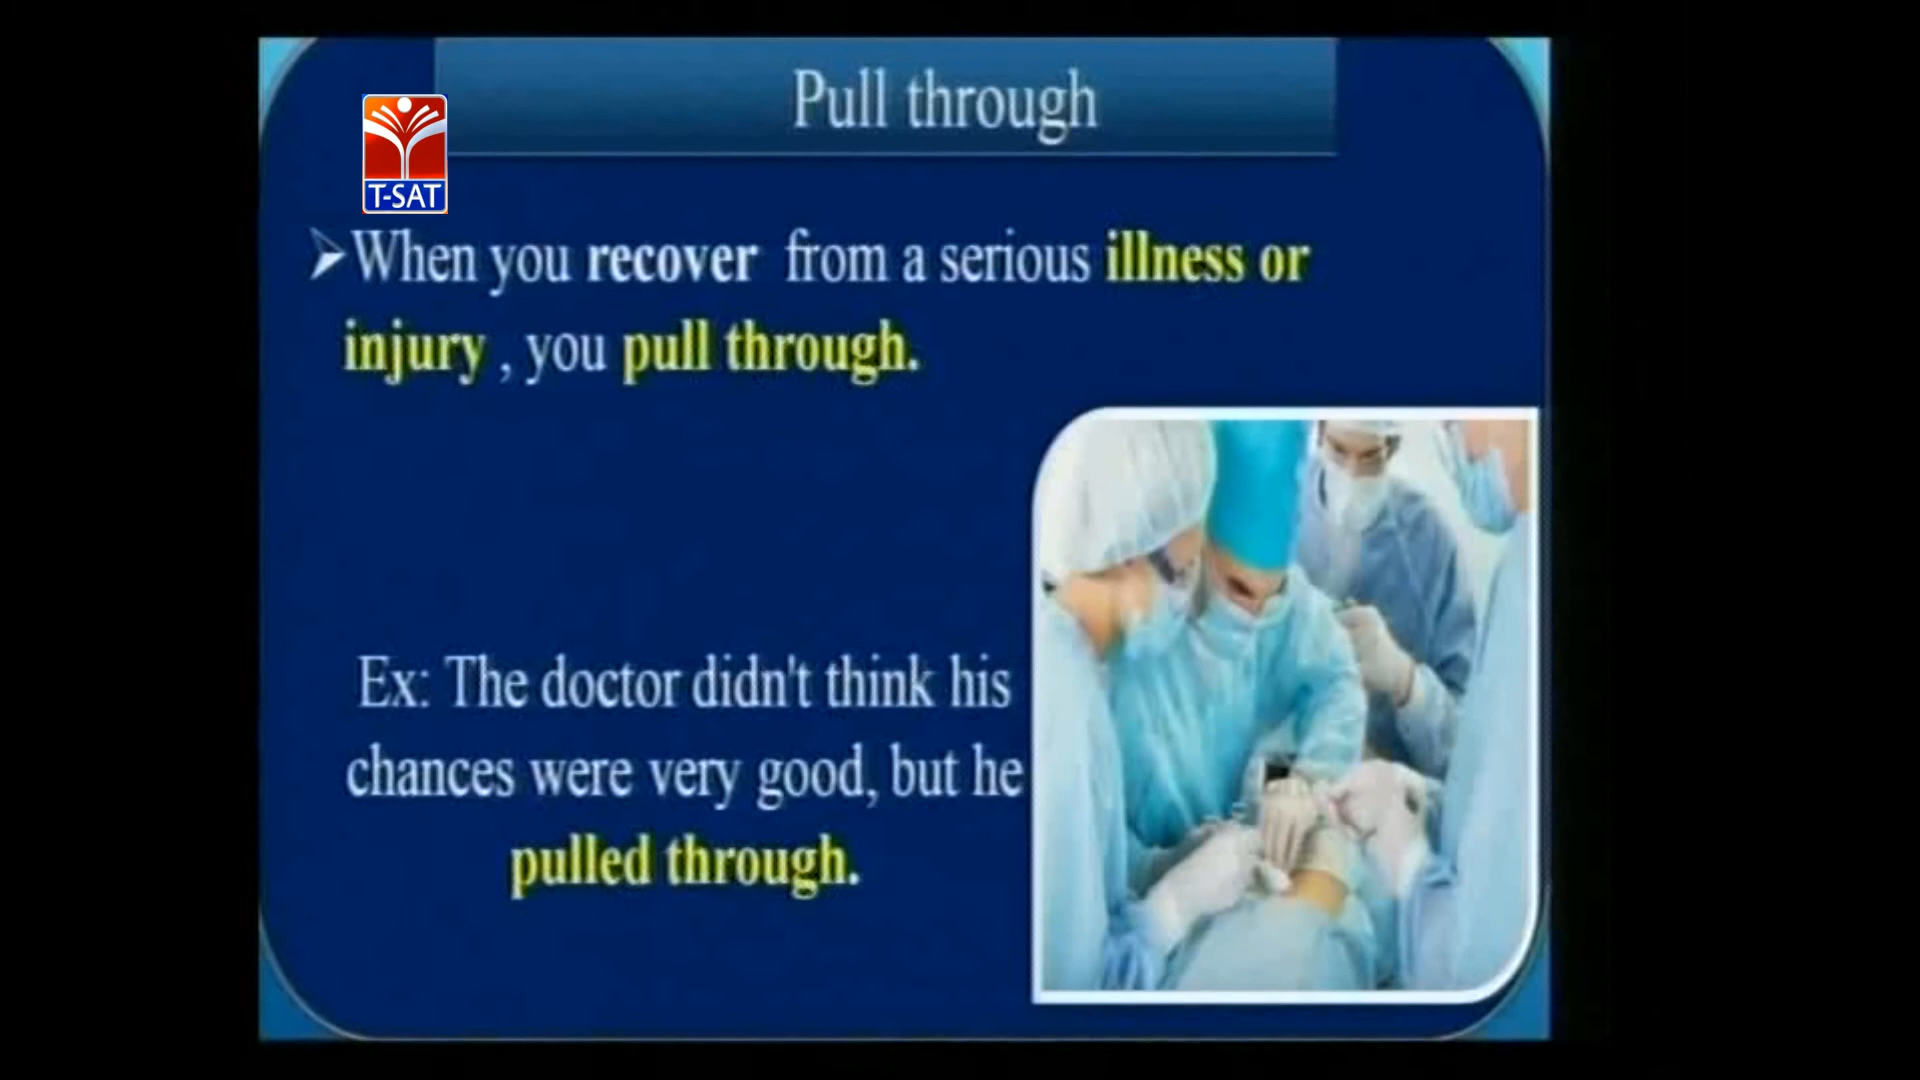 Pull through
T-SAT
➤When you recover from a serious illness or
injury , you pull through.
Ex: The doctor didn't think his
chances were very good, but he
pulled through.